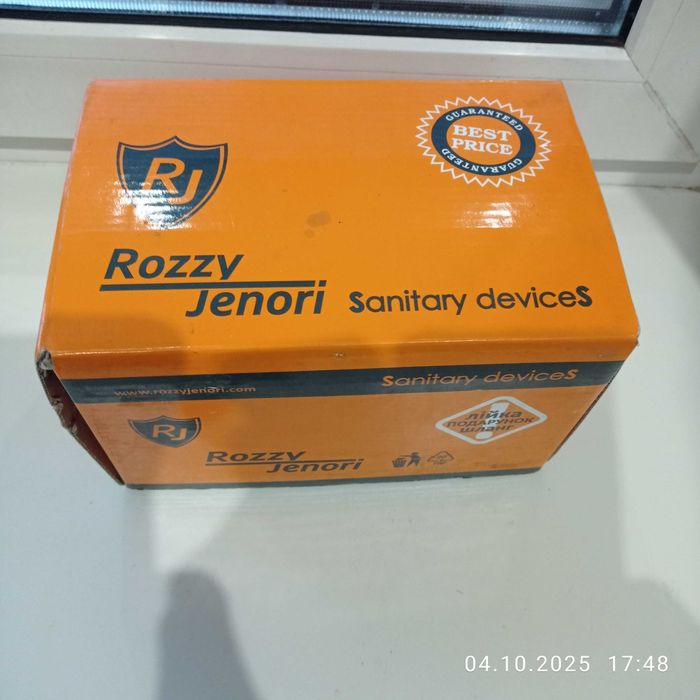 GUARANTEED
BEST
PRICE
GUARANTEED
RJ
Rozzy
Jenori
Sanitary deviceS
www.rozzyjenori.com
Sanitary deviceS
RJ
Rozzy
Jenori
лійка
ПОДАРУНОК
шланг
04.10.2025 17:48